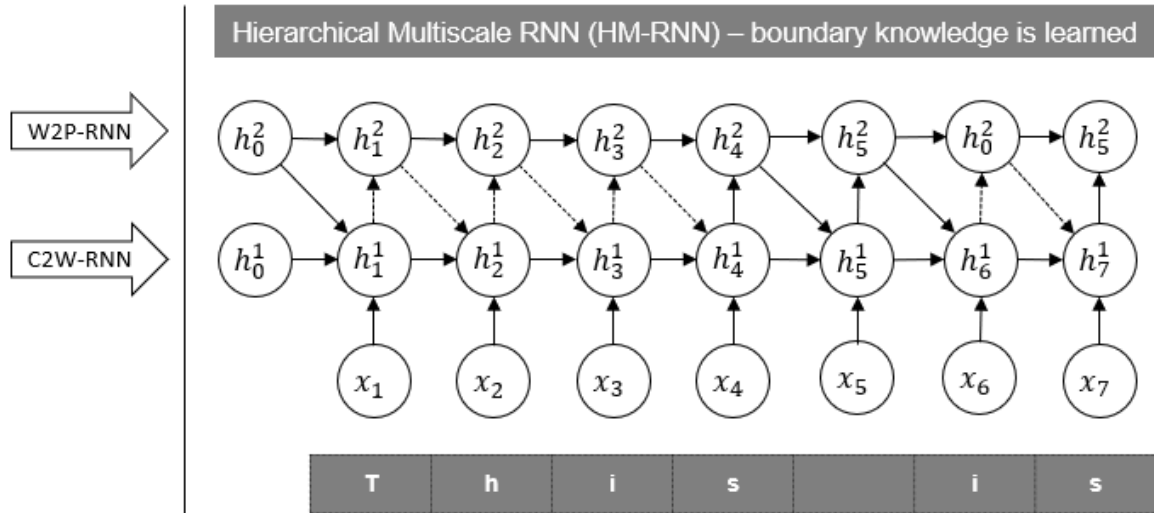 Hierarchical Multiscale RNN (HM-RNN) – boundary knowledge is learned
W2P-RNN
h₀² h₁² h₂² h₃² h₄² h₅² h₀² h₅²
C2W-RNN
h₀¹ h₁¹ h₂¹ h₃¹ h₄¹ h₅¹ h₆¹ h₇¹
x₁ x₂ x₃ x₄ x₅ x₆ x₇
T h i s i s